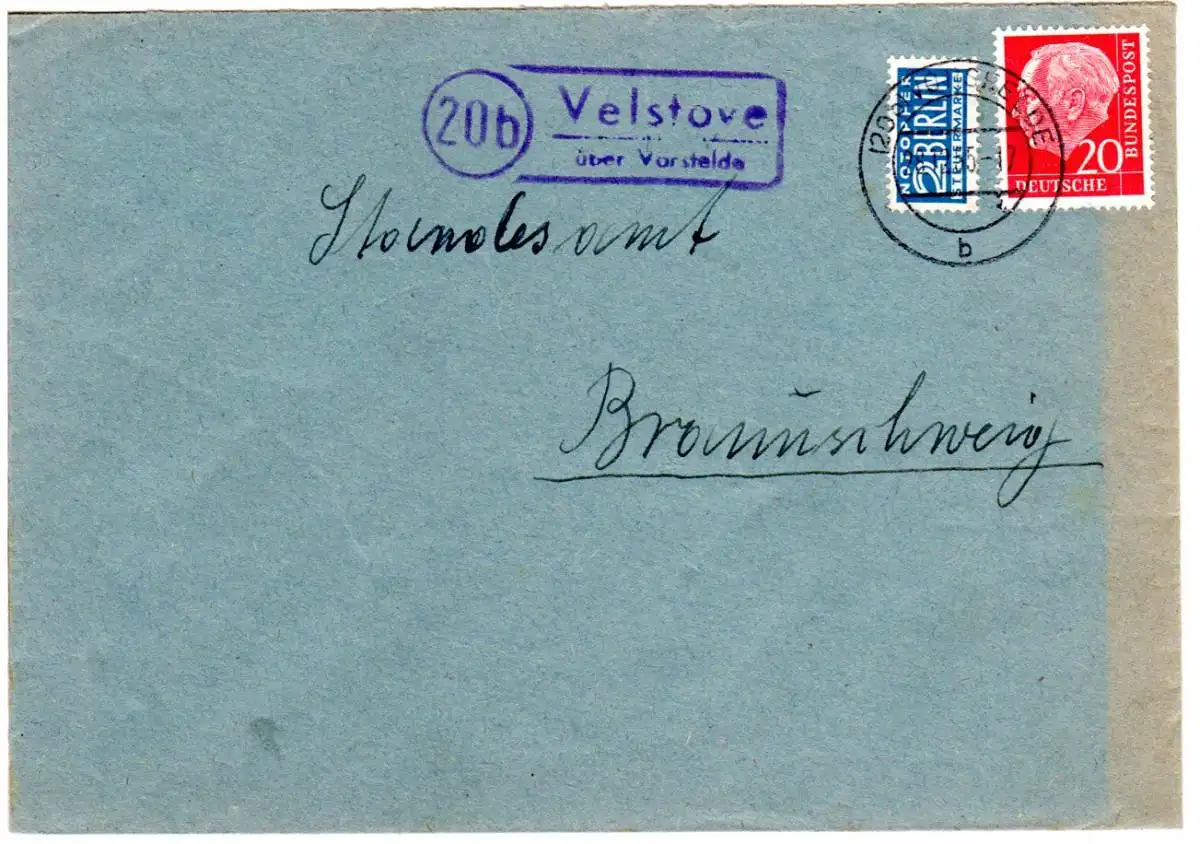 20b
Velstove
über Vorsfelde
NOTOPFER
2 BERLIN
STEUERMARKE
20
DEUTSCHE
BUNDESPOST
b
Standesamt
Braunschweig